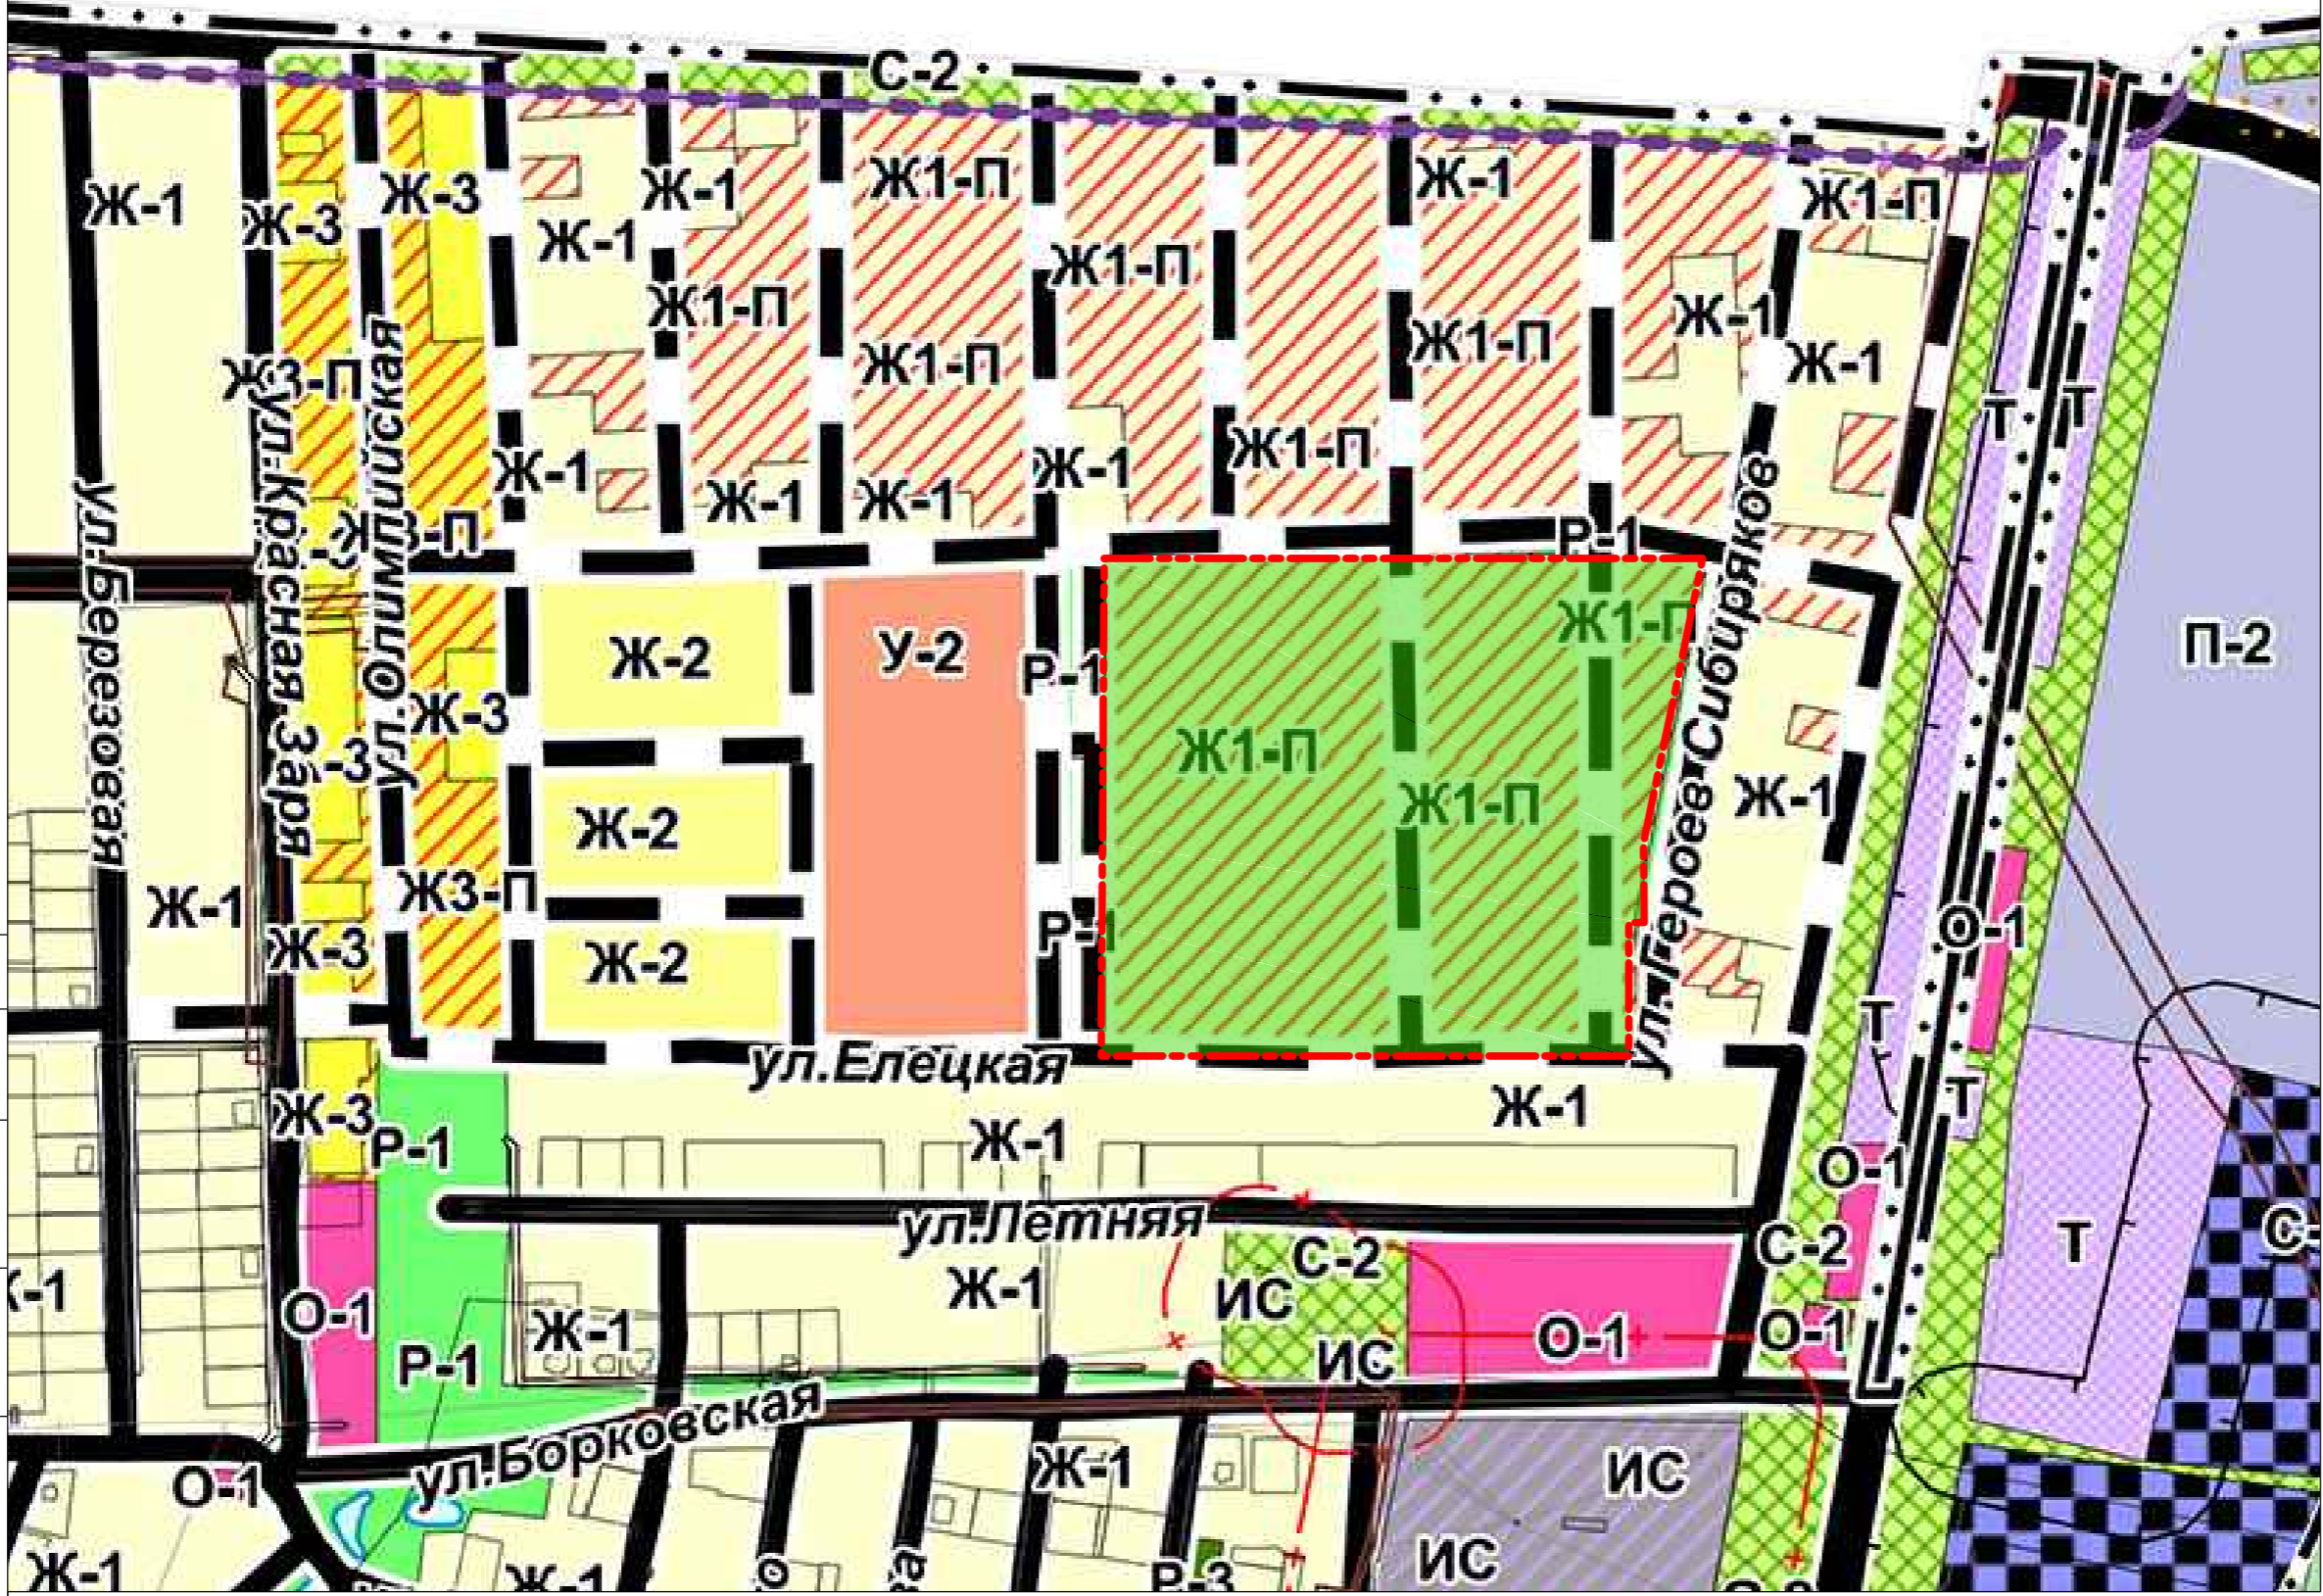 С-2
Ж-1
Ж-3
Ж-3
Ж-1
Ж-1
Ж1-П
Ж-1
Ж1-П
Ж1-П
Ж1-П
Ж1-П
Ж1-П
Ж-1
Ж-1
Ж3-П
Ж1-П
Т
Т
Ж-1
Ж-1
Ж-1
Ж-1
Ж1-П
Р-1
ул.Березовая
ул.Красная Заря
ул.Олимпийская
ул.Героев Сибиряков
Ж-2
У-2
Р-1
Ж1-П
П-2
Ж-3
Ж1-П
Ж1-П
Ж-1
Ж-2
Ж-1
Ж3-П
Р-1
О-1
Ж-3
Ж-2
Т
ул.Елецкая
Т
Ж-3
Р-1
Ж-1
Ж-1
О-1
ул.Летняя
С-2
С-2
Т
Ж-1
ИС
О-1
Ж-1
О-1
О-1
Р-1
ИС
ул.Борковская
О-1
Ж-1
ИС
ИС
Ж-1
Ж-1
Р-3